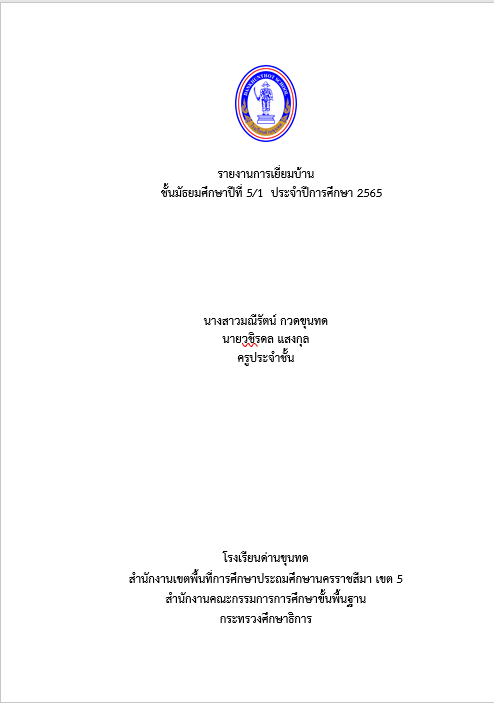 DANKHUNTHOT SCHOOL
รายงานการเยี่ยมบ้าน
ชั้นมัธยมศึกษาปีที่ 5/1 ประจำปีการศึกษา 2565
นางสาวมณีรัตน์ กวดขุนทด
นายวชิรดล แสงกุล
ครูประจำชั้น
โรงเรียนด่านขุนทด
สำนักงานเขตพื้นที่การศึกษาประถมศึกษานครราชสีมา เขต 5
สำนักงานคณะกรรมการการศึกษาขั้นพื้นฐาน
กระทรวงศึกษาธิการ